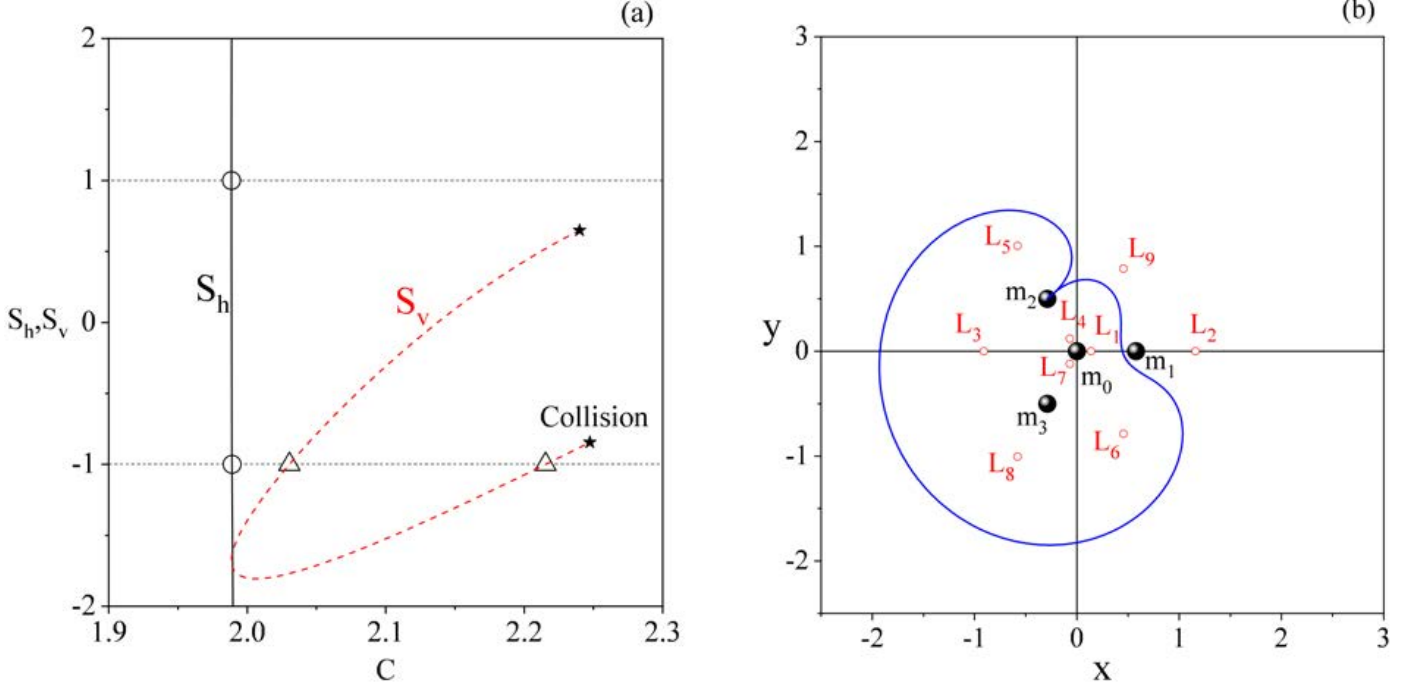 (a)
2
1
0
-1
-2
S_h,S_v
S_h
S_v
Collision
1.9
2.0
2.1
2.2
2.3
C
(b)
3
2
1
0
-1
-2
y
L_5
L_9
m_2
L_3
L_4
L_1
L_2
L_7
m_0
m_1
m_3
L_6
L_8
-2
-1
0
1
2
3
x